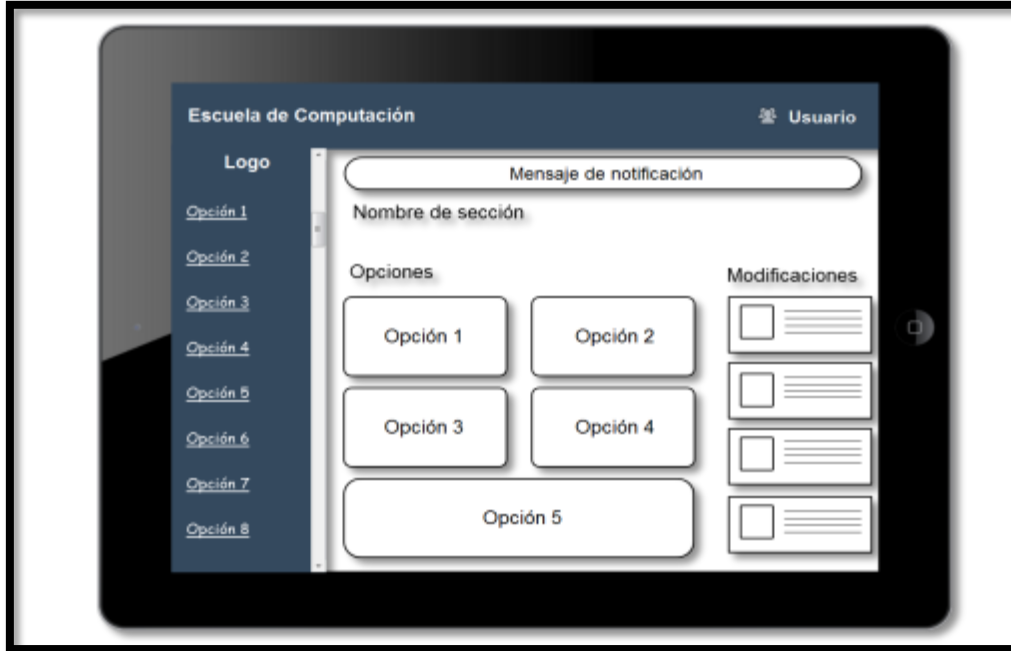 Escuela de Computación
Usuario
Logo
Opción 1
Opción 2
Opción 3
Opción 4
Opción 5
Opción 6
Opción 7
Opción 8
Mensaje de notificación
Nombre de sección
Opciones
Opción 1
Opción 2
Opción 3
Opción 4
Opción 5
Modificaciones